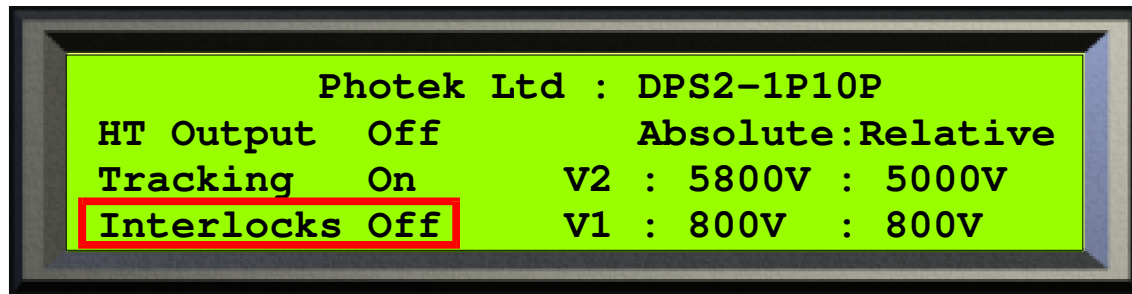 Photek Ltd : DPS2-1P10P
HT Output Off Absolute:Relative
Tracking On V2 : 5800V : 5000V
Interlocks Off V1 : 800V : 800V